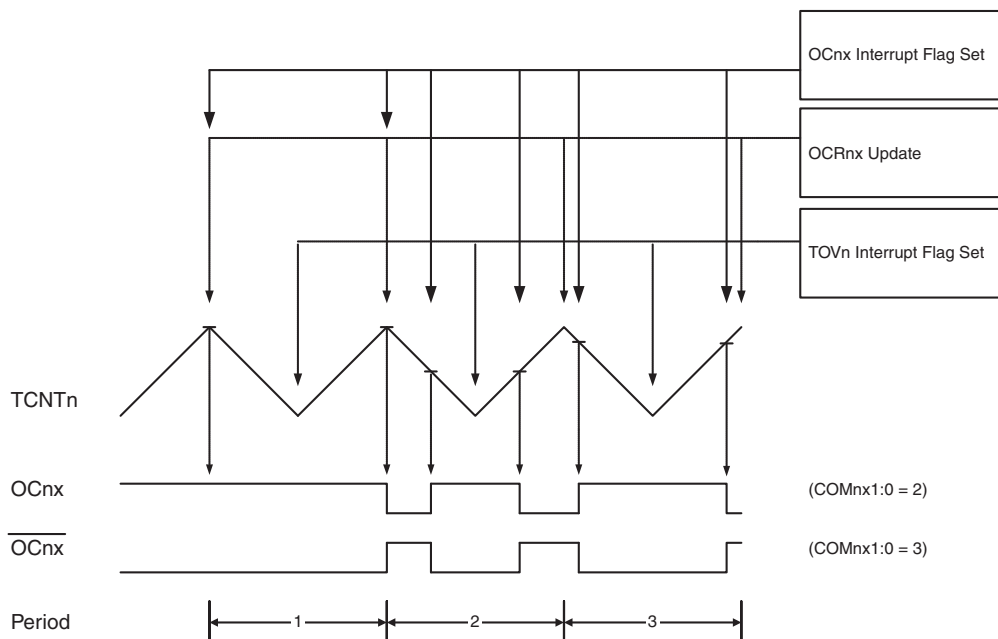 OCnx Interrupt Flag Set
OCRnx Update
TOVn Interrupt Flag Set
TCNTn
OCnx
(COMnx1:0 = 2)
OCnx
(COMnx1:0 = 3)
Period
1
2
3